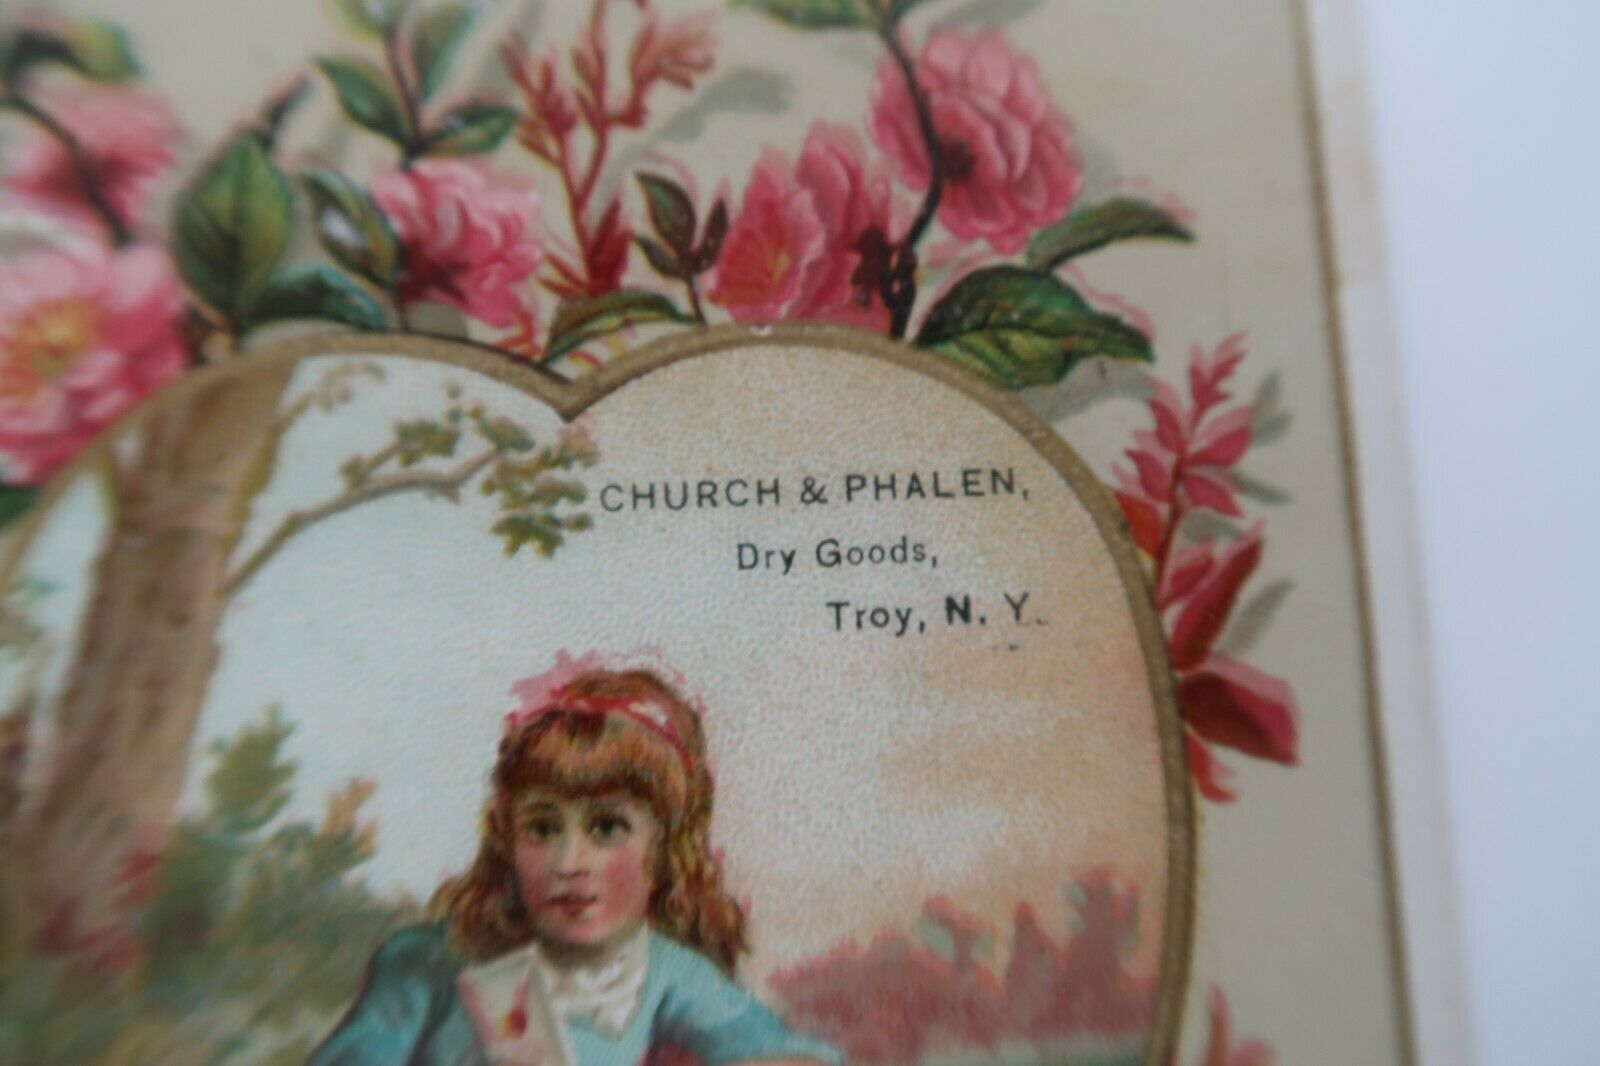 CHURCH & PHALEN,
Dry Goods,
Troy, N. Y.